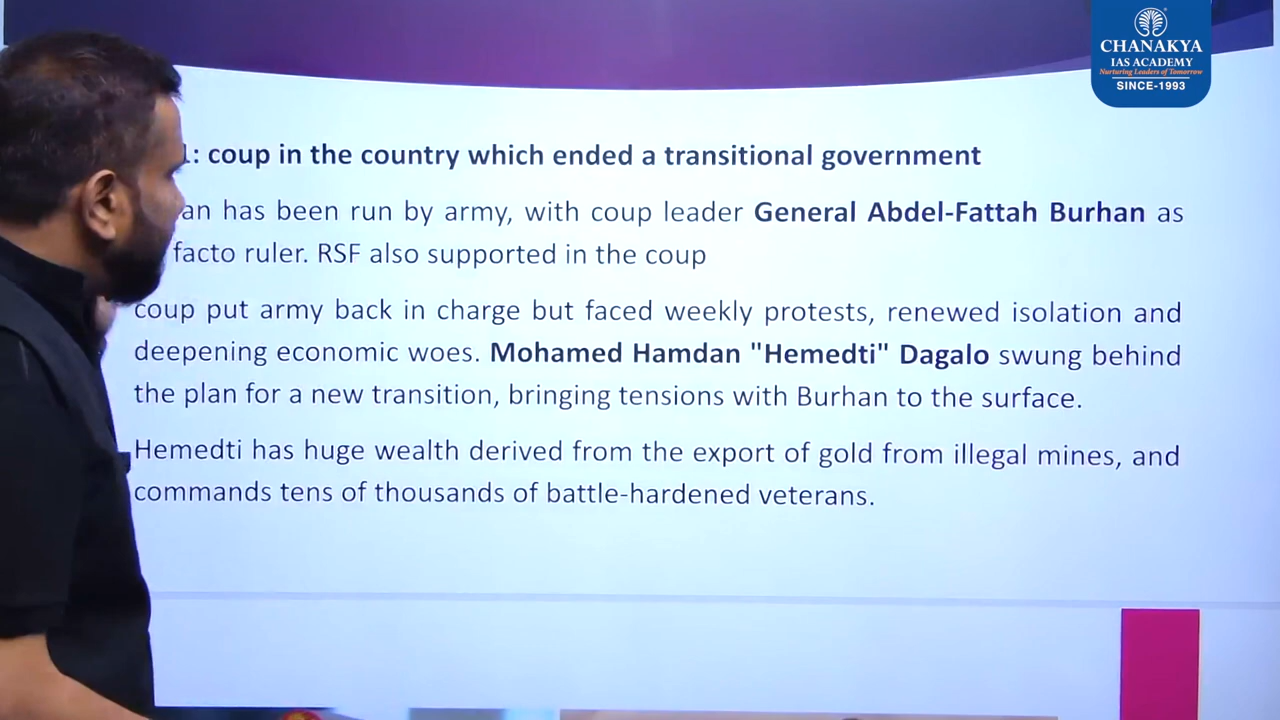 CHANAKYA
IAS ACADEMY
Nurturing Leaders of Tomorrow
SINCE-1993
1: coup in the country which ended a transitional government
an has been run by army, with coup leader General Abdel-Fattah Burhan as
facto ruler. RSF also supported in the coup
coup put army back in charge but faced weekly protests, renewed isolation and
deepening economic woes. Mohamed Hamdan "Hemedti" Dagalo swung behind
the plan for a new transition, bringing tensions with Burhan to the surface.
Hemedti has huge wealth derived from the export of gold from illegal mines, and
commands tens of thousands of battle-hardened veterans.